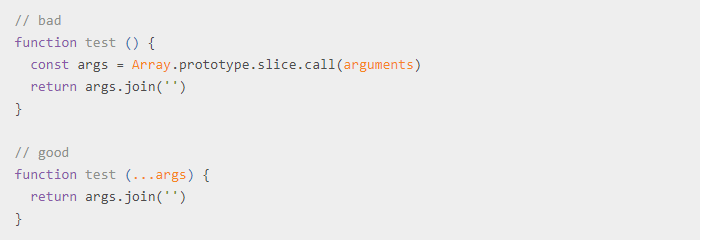 // bad
function test () {
  const args = Array.prototype.slice.call(arguments)
  return args.join('')
}

// good
function test (...args) {
  return args.join('')
}